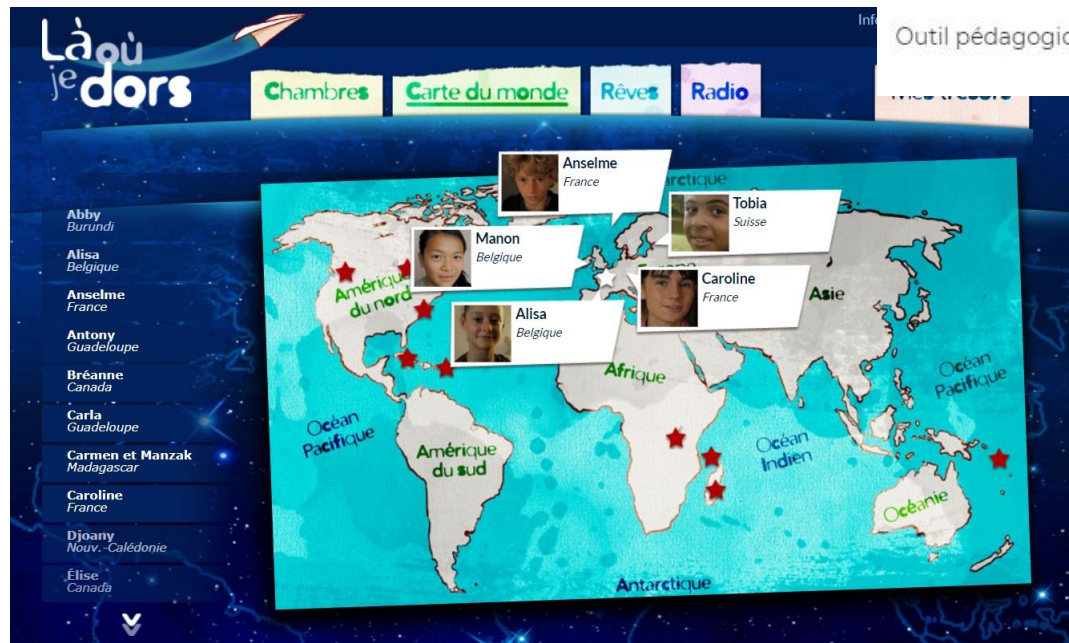 Là où
je dors
Chambres
Carte du monde
Rêves
Radio
Outil
Abby
Burundi
Alisa
Belgique
Anselme
France
Antony
Guadeloupe
Bréanne
Canada
Carla
Guadeloupe
Carmen et Manzak
Madagascar
Caroline
France
Djoany
Nouv.-Calédonie
Élise
Canada
Anselme
France
Tobia
Suisse
Manon
Belgique
Caroline
France
Alisa
Belgique
Amérique
du nord
Asie
Afrique
Océan
Pacifique
Océan
Pacifique
Amérique
du sud
Océan
Indien
Océanie
Antarctique